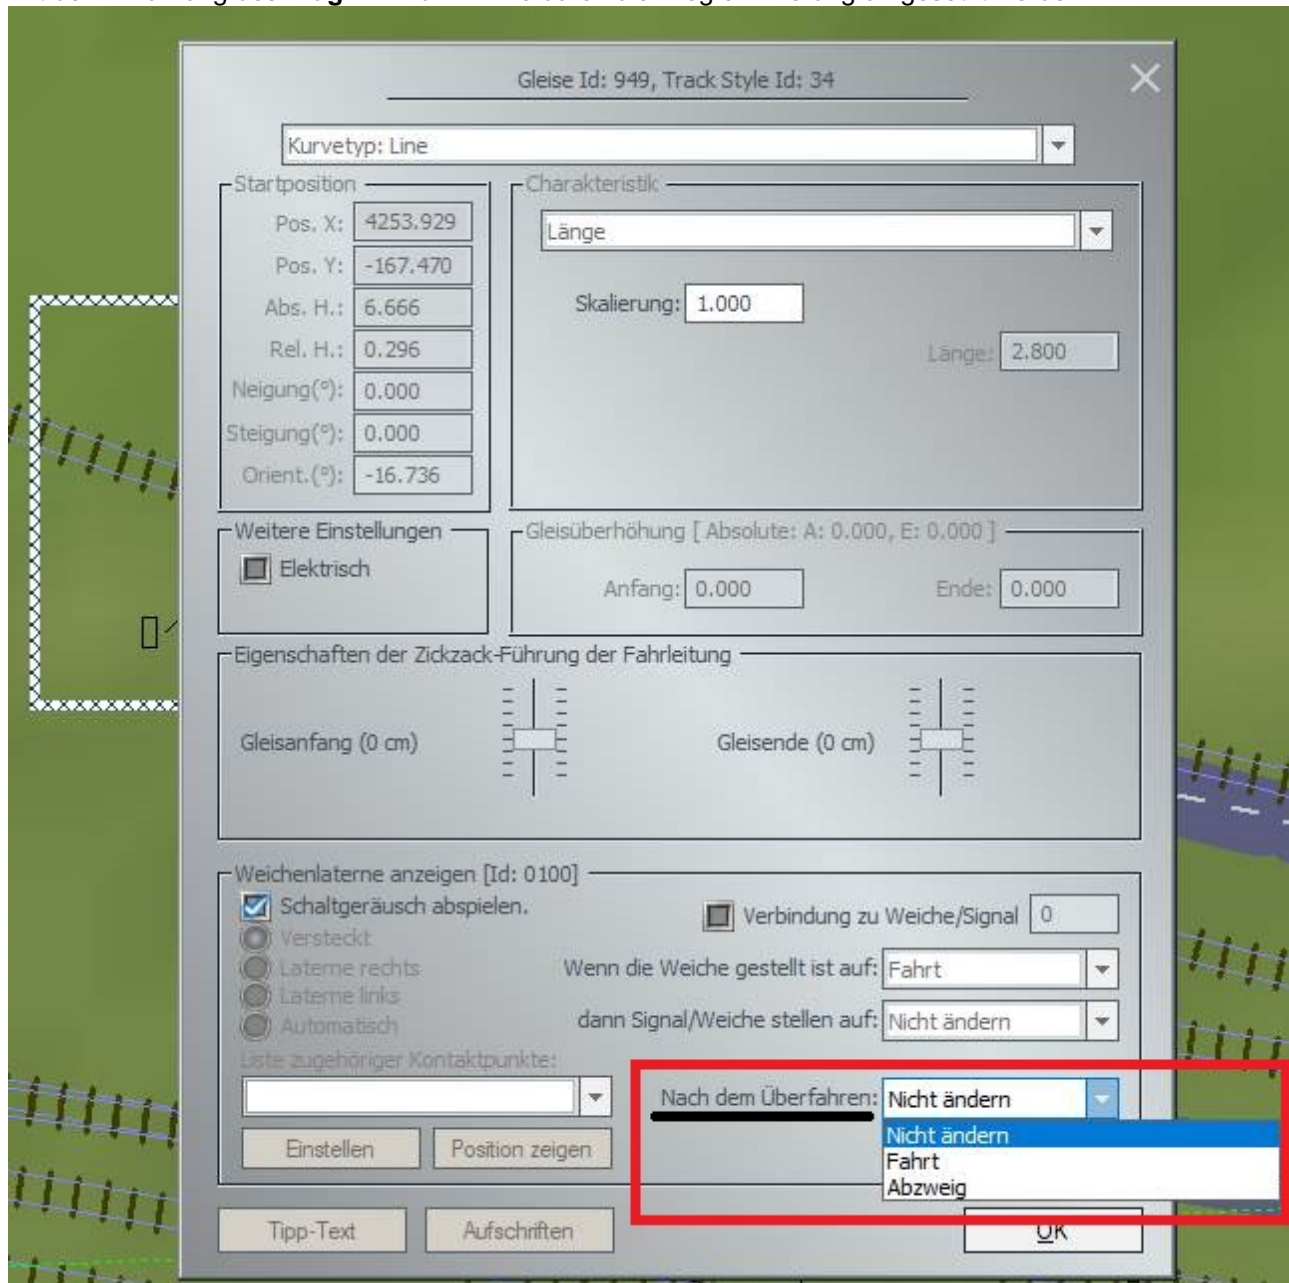 Gleise Id: 949, Track Style Id: 34
Kurvetyp: Line
Startposition
Pos. X: 4253.929
Pos. Y: -167.470
Abs. H.: 6.666
Rel. H.: 0.296
Neigung(°): 0.000
Steigung(°): 0.000
Orient.(°): -16.736
Charakteristik
Länge
Skalierung: 1.000
Länge: 2.800
Weitere Einstellungen
Elektrisch
Gleisüberhöhung [ Absolute: A: 0.000, E: 0.000 ]
Anfang: 0.000 Ende: 0.000
Eigenschaften der Zickzack-Führung der Fahrleitung
Gleisanfang (0 cm) Gleisende (0 cm)
Weichenlaterne anzeigen [Id: 0100]
Schaltgeräusch abspielen.
Versteckt
Laterne rechts
Laterne links
Automatisch
Verbindung zu Weiche/Signal 0
Wenn die Weiche gestellt ist auf: Fahrt
dann Signal/Weiche stellen auf: Nicht ändern
Liste zugehöriger Kontaktpunkte:
Nach dem Überfahren: Nicht ändern
Nicht ändern
Fahrt
Abzweig
Einstellen Position zeigen
Tipp-Text Aufschriften OK